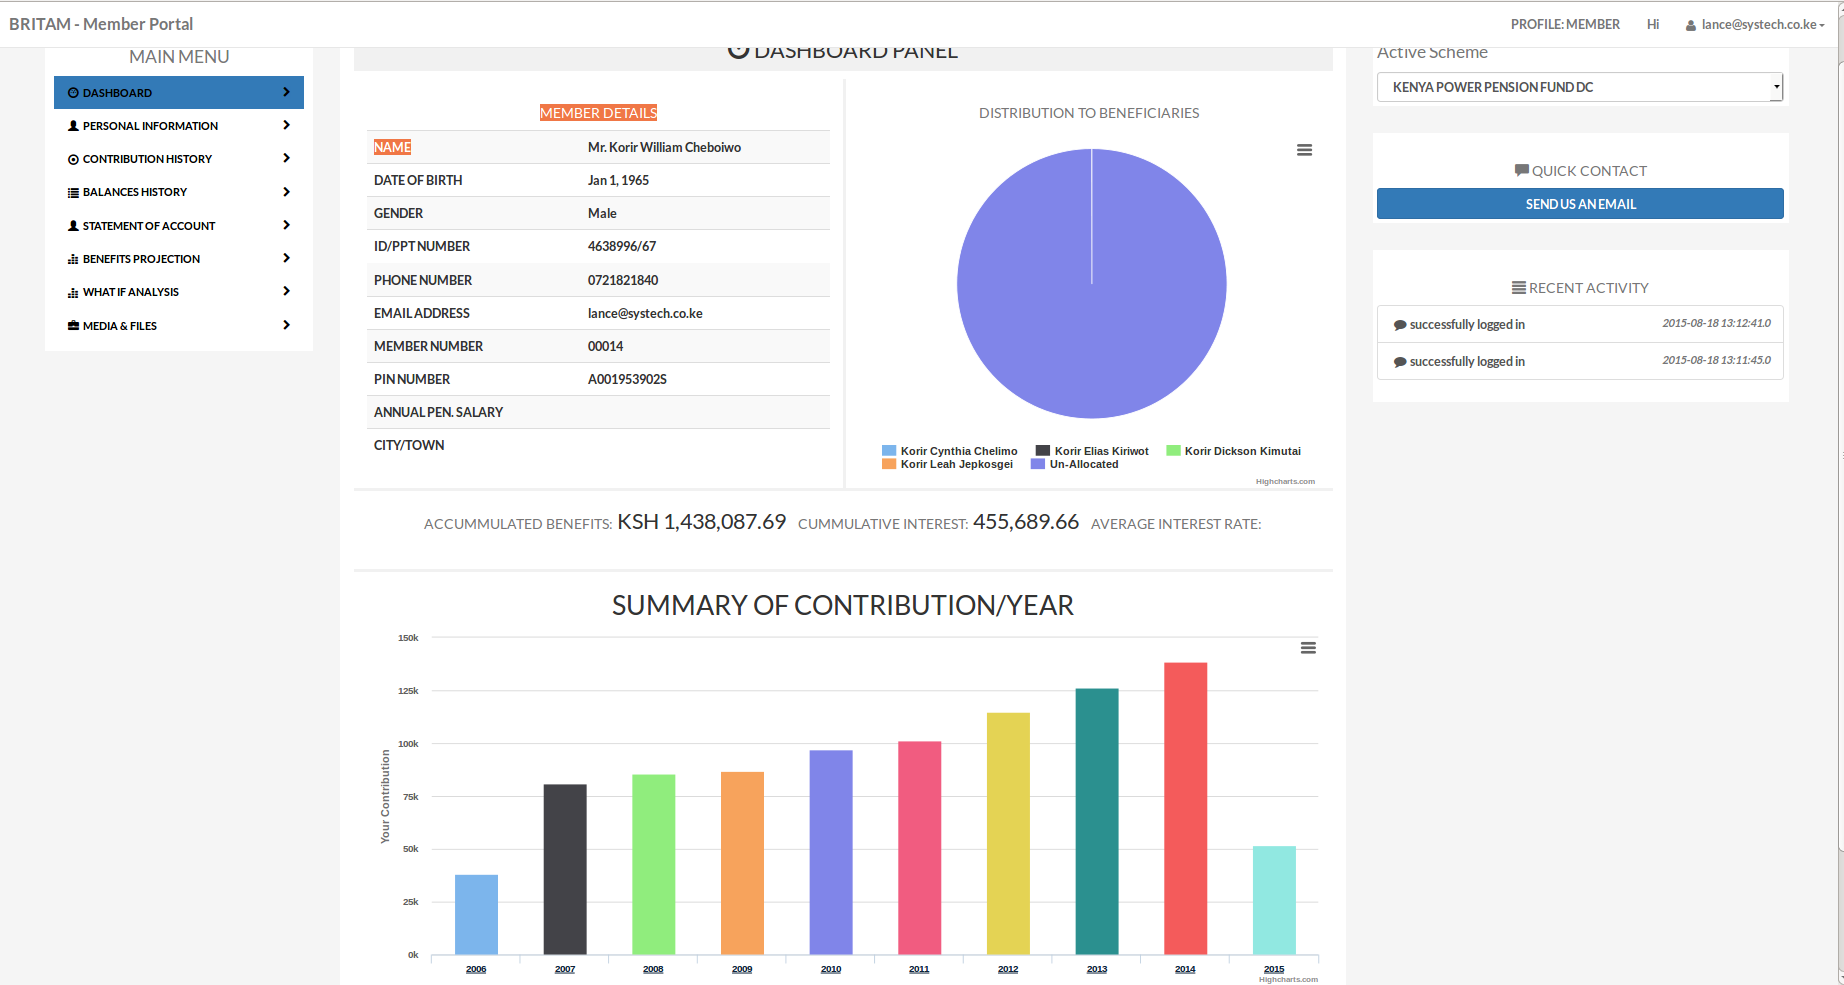 BRITAM - Member Portal
PROFILE: MEMBER Hi lance@systech.co.ke
MAIN MENU
DASHBOARD
PERSONAL INFORMATION
CONTRIBUTION HISTORY
BALANCES HISTORY
STATEMENT OF ACCOUNT
BENEFITS PROJECTION
WHAT IF ANALYSIS
MEDIA & FILES
DASHBOARD PANEL
MEMBER DETAILS
NAME Mr. Korir William Cheboiwo
DATE OF BIRTH Jan 1, 1965
GENDER Male
ID/PPT NUMBER 4638996/67
PHONE NUMBER 0721821840
EMAIL ADDRESS lance@systech.co.ke
MEMBER NUMBER 00014
PIN NUMBER A001953902S
ANNUAL PEN. SALARY
CITY/TOWN
DISTRIBUTION TO BENEFICIARIES
Korir Cynthia Chelimo Korir Elias Kiriwot Korir Dickson Kimutai
Korir Leah Jepkosgei Un-Allocated
Highcharts.com
ACCUMMULATED BENEFITS: KSH 1,438,087.69 CUMMULATIVE INTEREST: 455,689.66 AVERAGE INTEREST RATE:
SUMMARY OF CONTRIBUTION/YEAR
Your Contribution
150k
125k
100k
75k
50k
25k
0k
2006 2007 2008 2009 2010 2011 2012 2013 2014 2015
Highcharts.com
Active Scheme
KENYA POWER PENSION FUND DC
QUICK CONTACT
SEND US AN EMAIL
RECENT ACTIVITY
successfully logged in 2015-08-18 13:12:41.0
successfully logged in 2015-08-18 13:11:45.0